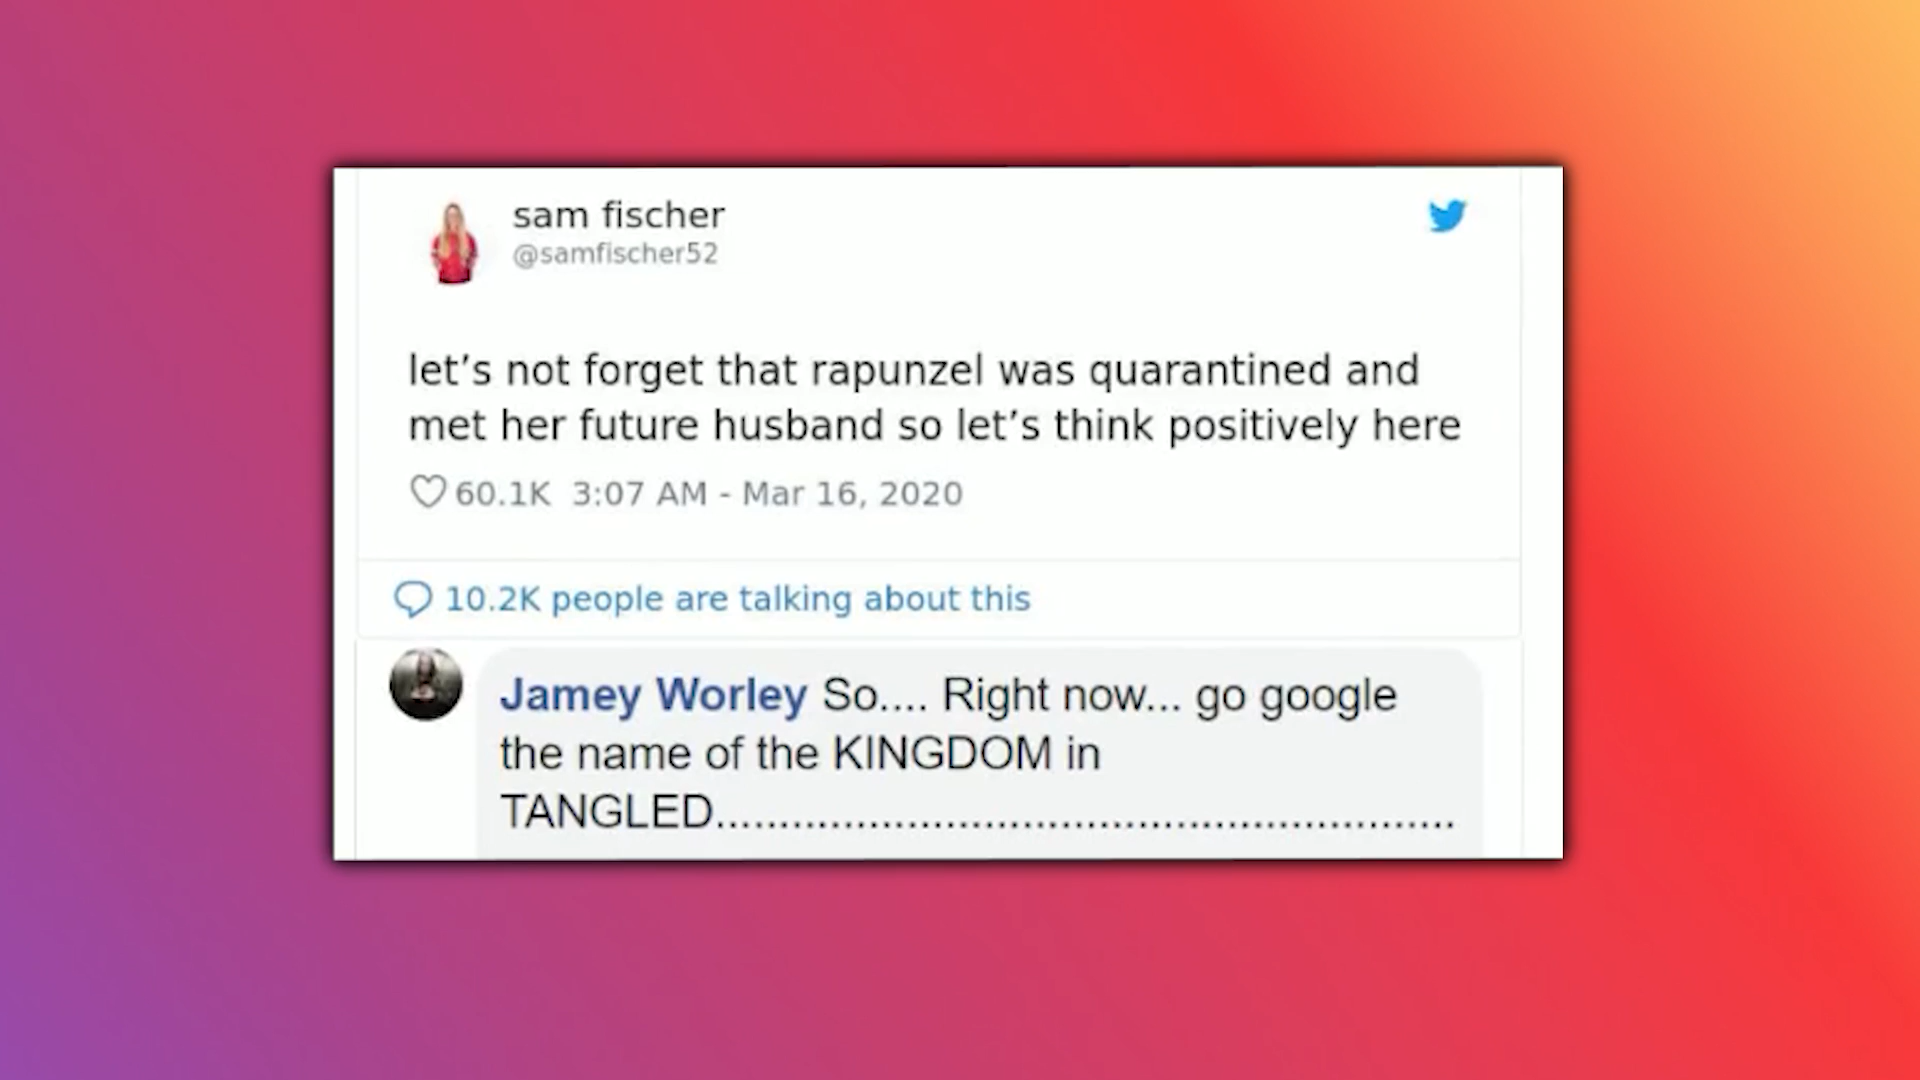 sam fischer
@samfischer52
let’s not forget that rapunzel was quarantined and
met her future husband so let’s think positively here
60.1K 3:07 AM - Mar 16, 2020
10.2K people are talking about this
Jamey Worley So.... Right now... go google
the name of the KINGDOM in
TANGLED..........................................................